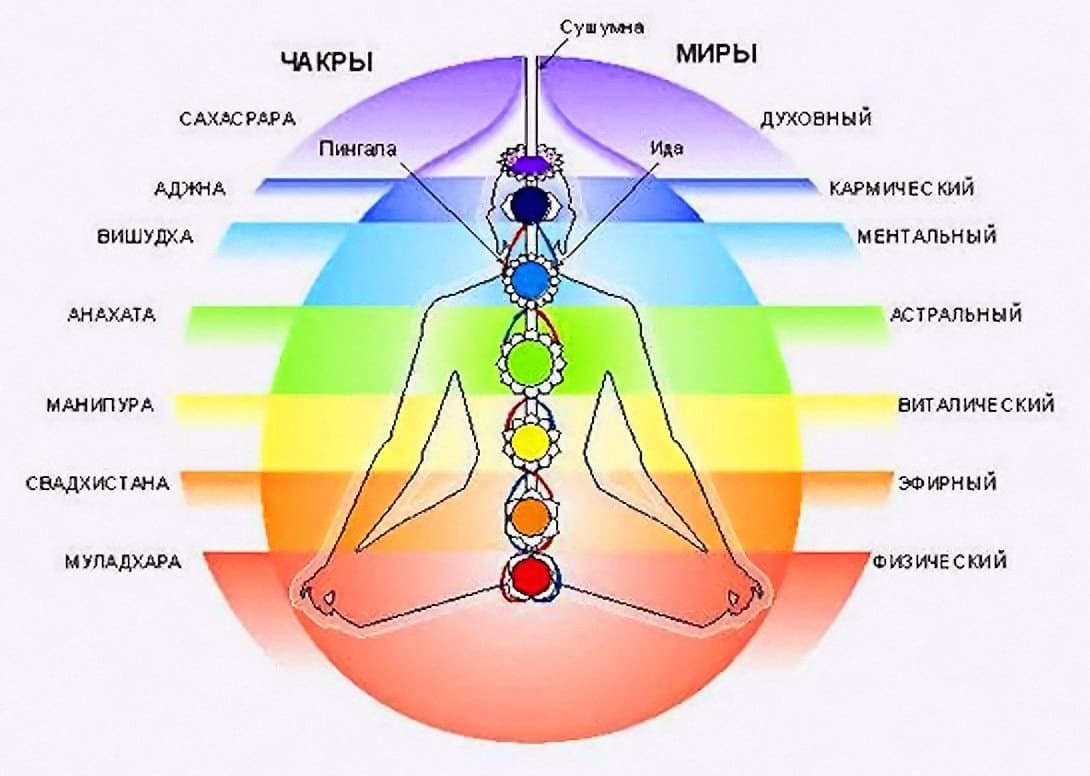 Сушумна
ЧАКРЫ
МИРЫ
САХАСРАРА
ДУХОВНЫЙ
Пингала
Ида
АДЖНА
КАРМИЧЕСКИЙ
ВИШУДХА
МЕНТАЛЬНЫЙ
АНАХАТА
АСТРАЛЬНЫЙ
МАНИПУРА
ВИТАЛИЧЕСКИЙ
СВАДХИСТАНА
ЭФИРНЫЙ
МУЛАДХАРА
ФИЗИЧЕСКИЙ